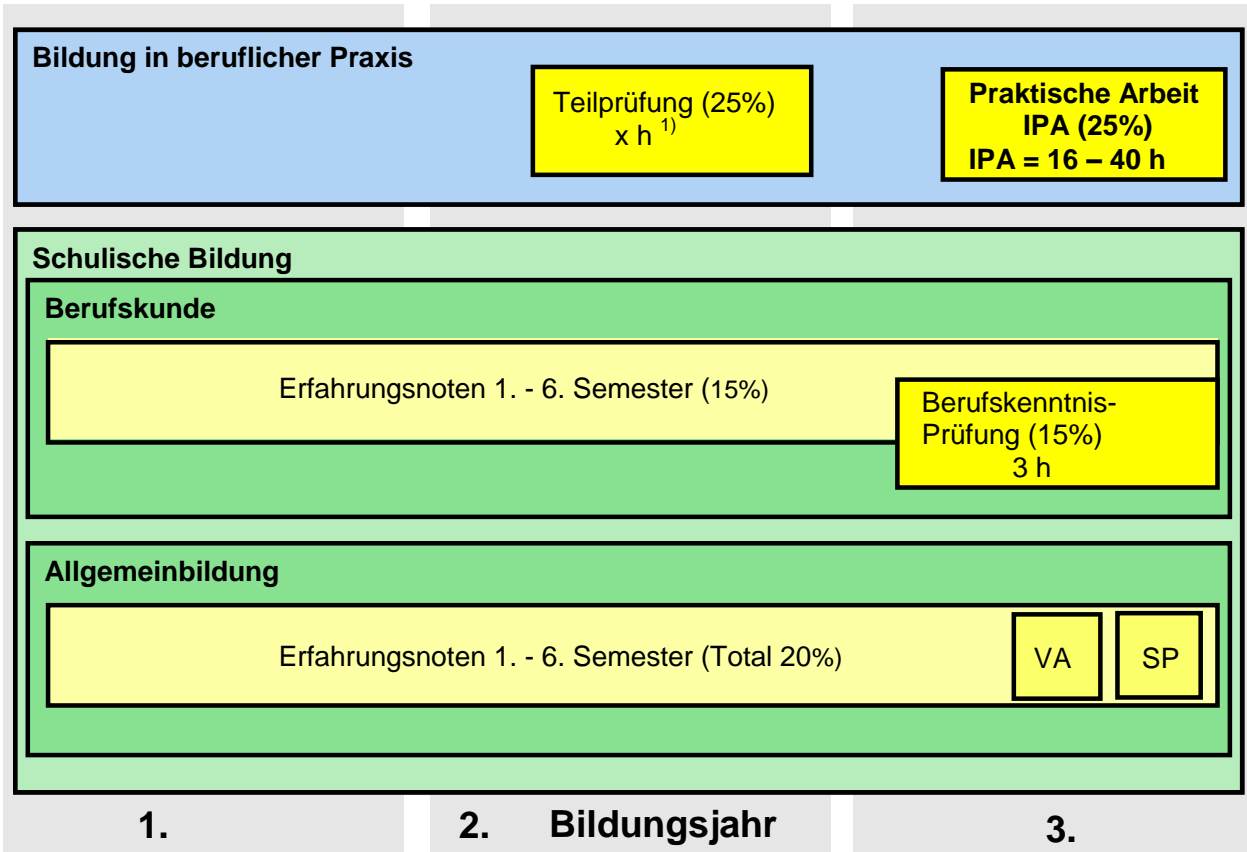 Bildung in beruflicher Praxis
Teilprüfung (25%)
x h 1)
Praktische Arbeit
IPA (25%)
IPA = 16 – 40 h
Schulische Bildung
Berufskunde
Erfahrungsnoten 1. - 6. Semester (15%)
Berufskenntnis-
Prüfung (15%)
3 h
Allgemeinbildung
Erfahrungsnoten 1. - 6. Semester (Total 20%)
VA
SP
1.
2. Bildungsjahr
3.